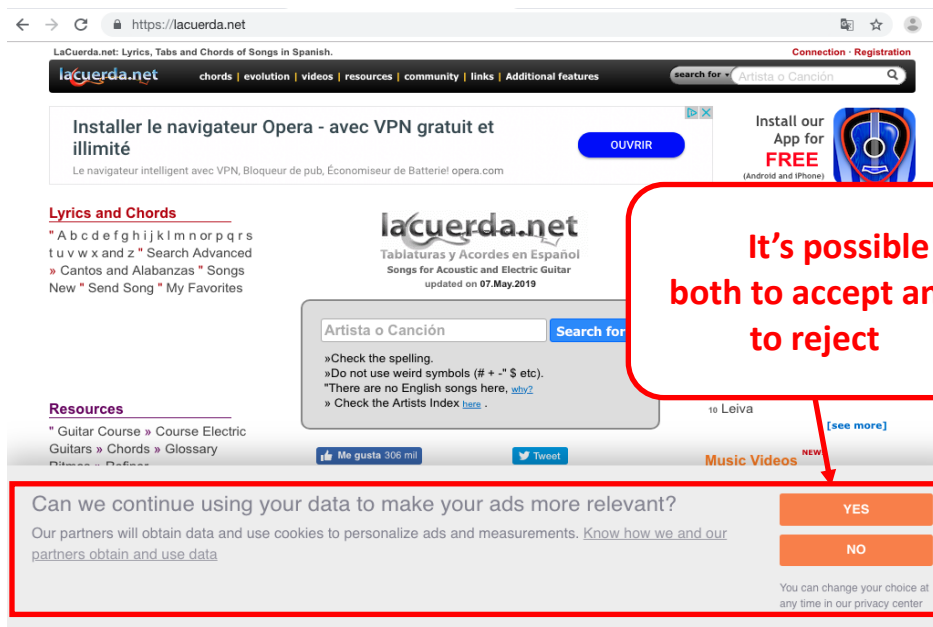 https://lacuerda.net
LaCuerda.net: Lyrics, Tabs and Chords of Songs in Spanish.
Connection · Registration
lacuerda.net
chords | evolution | videos | resources | community | links | Additional features
search for
Artista o Canción
Installer le navigateur Opera - avec VPN gratuit et
illimité
Le navigateur intelligent avec VPN, Bloqueur de pub, Économiseur de Batterie! opera.com
OUVRIR
Install our
App for
FREE
(Android and iPhone)
Lyrics and Chords
" A b c d e f g h i j k l m n or p q r s
t u v w x and z " Search Advanced
» Cantos and Alabanzas " Songs
New " Send Song " My Favorites
lacuerda.net
Tablaturas y Acordes en Español
Songs for Acoustic and Electric Guitar
updated on 07.May.2019
Artista o Canción
Search for
»Check the spelling.
»Do not use weird symbols (# + -" $ etc).
"There are no English songs here, why?
» Check the Artists Index here .
It's possible
both to accept an
to reject
Resources
" Guitar Course » Course Electric
Guitars » Chords » Glossary
Me gusta 306 mil
Tweet
10 Leiva
[see more]
Music Videos NEW
Can we continue using your data to make your ads more relevant?
Our partners will obtain data and use cookies to personalize ads and measurements. Know how we and our
partners obtain and use data
YES
NO
You can change your choice at
any time in our privacy center